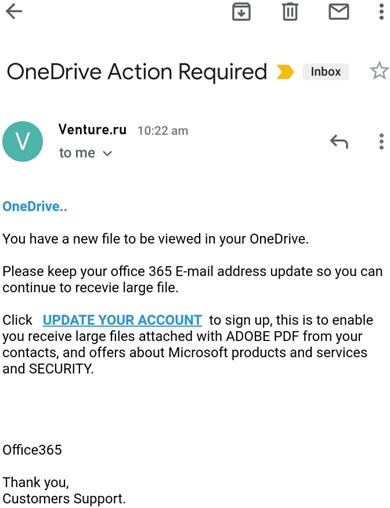 OneDrive Action Required Inbox
V
Venture.ru 10:22 am
to me
OneDrive..
You have a new file to be viewed in your OneDrive.
Please keep your office 365 E-mail address update so you can
continue to recevie large file.
Click UPDATE YOUR ACCOUNT to sign up, this is to enable
you receive large files attached with ADOBE PDF from your
contacts, and offers about Microsoft products and services
and SECURITY.
Office365
Thank you,
Customers Support.